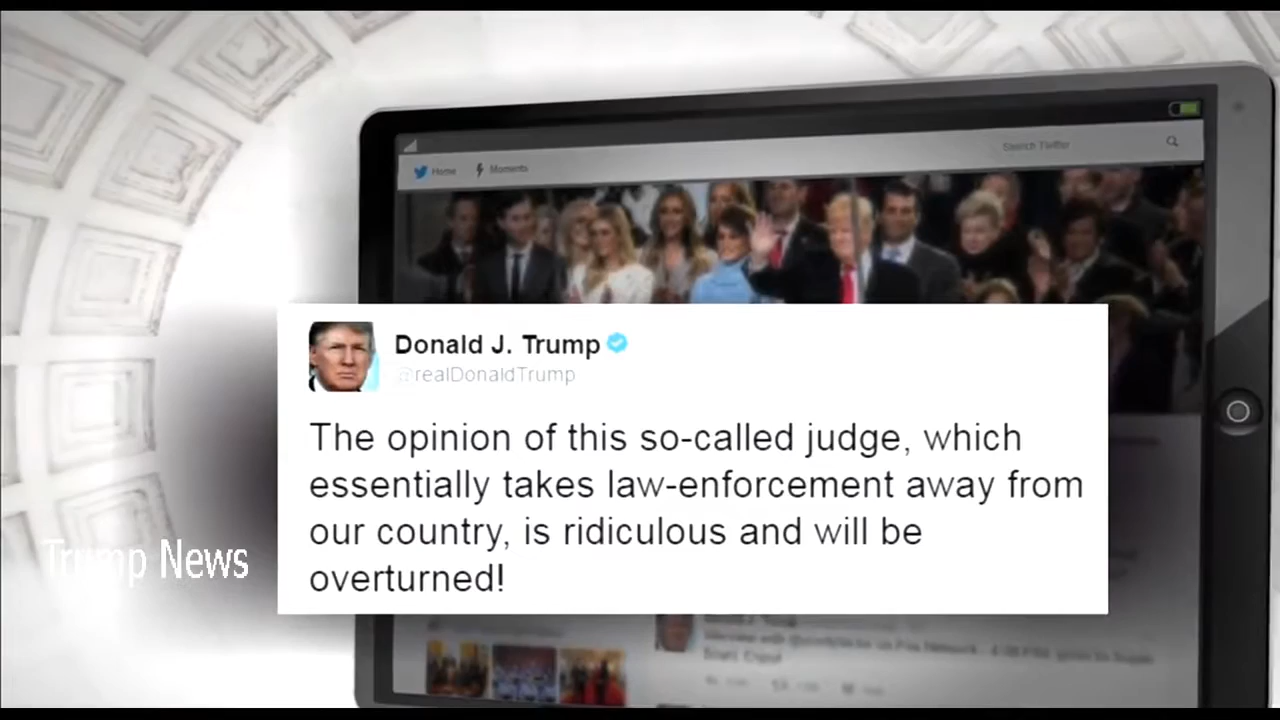 Home Moments Search Twitter
Donald J. Trump
@realDonaldTrump
The opinion of this so-called judge, which
essentially takes law-enforcement away from
our country, is ridiculous and will be
overturned!
Trump News